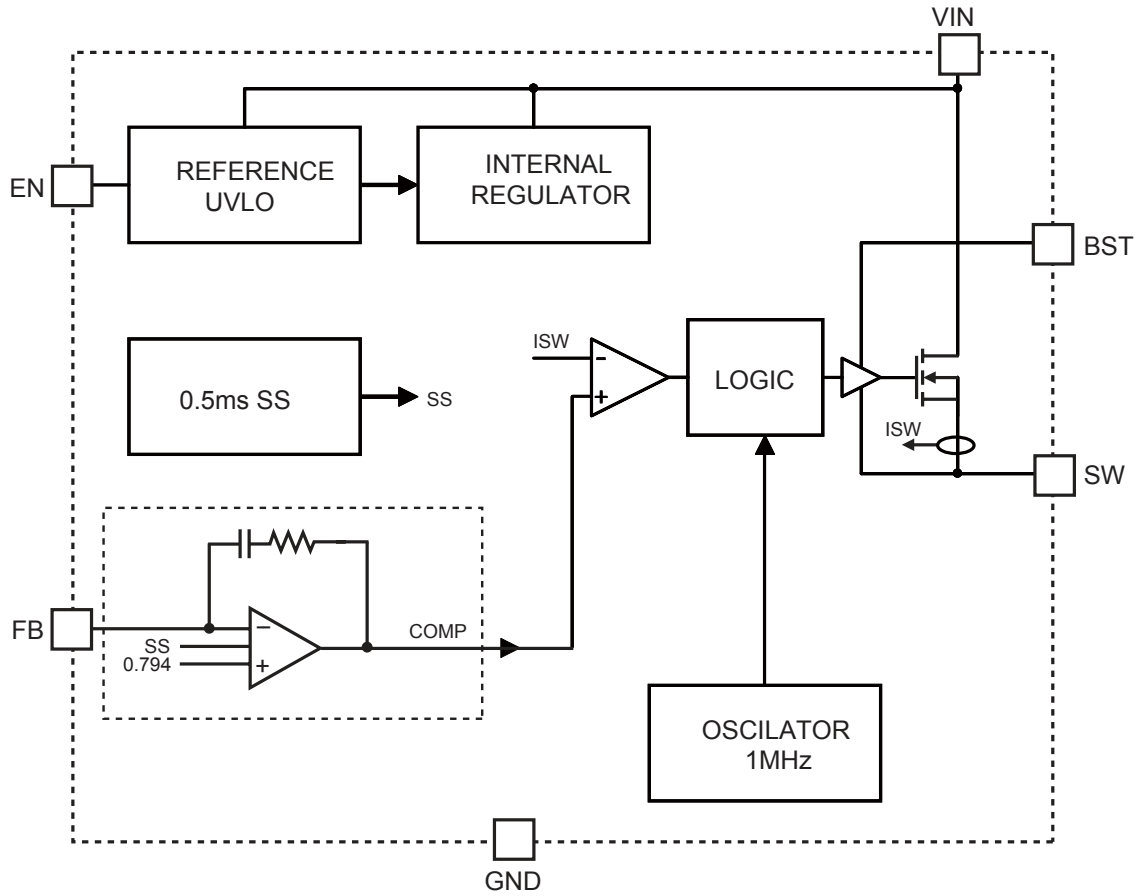 VIN
REFERENCE
UVLO
INTERNAL
REGULATOR
EN
BST
ISW
-
+
LOGIC
0.5ms SS
SS
ISW
SW
FB
SS
0.794
-
+
COMP
OSCILATOR
1MHz
GND